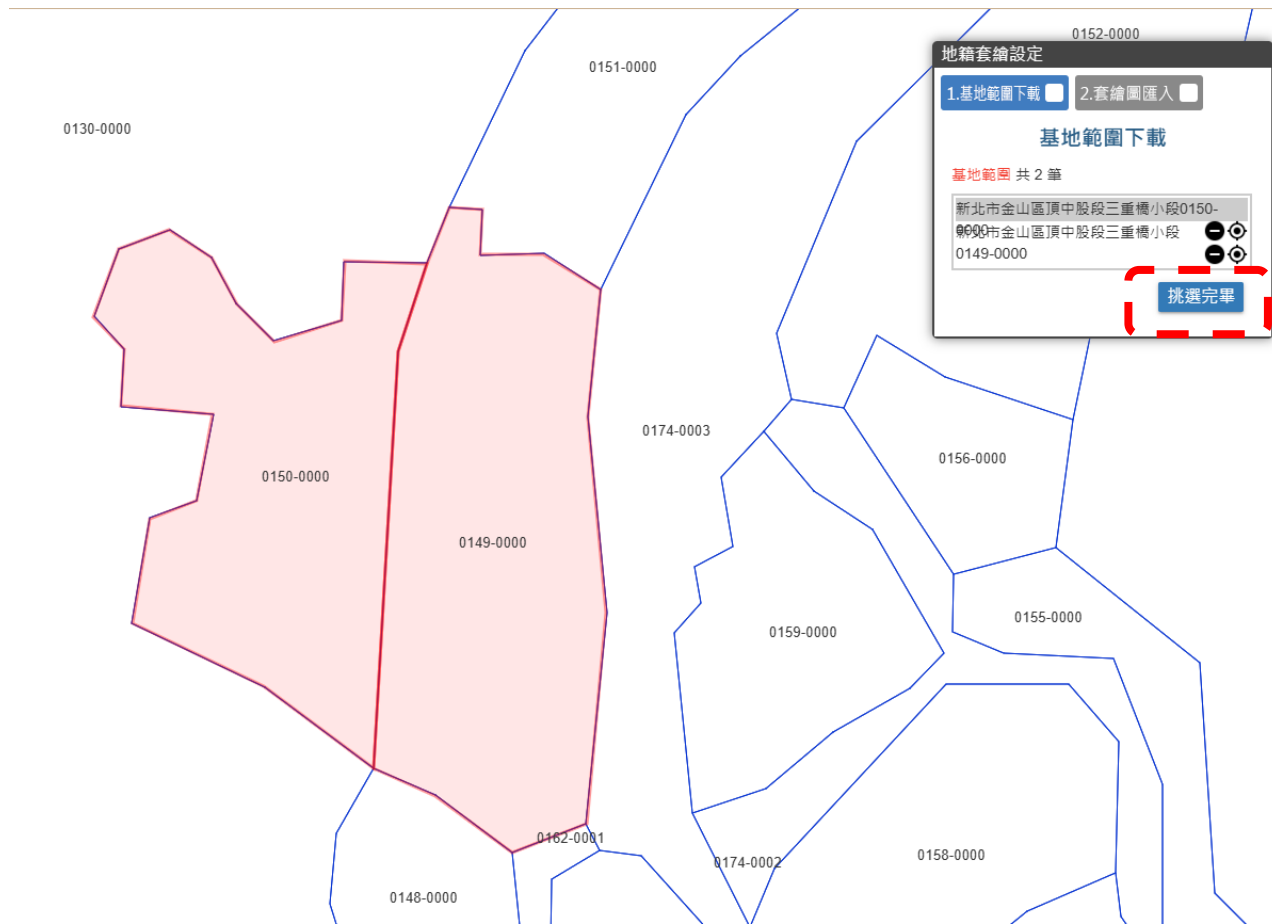 0152-0000
0151-0000
地籍套繪設定
1.基地範圍下載 2.套繪圖匯入
0130-0000
基地範圍下載
基地範圍 共 2 筆
新北市金山區頂中股段三重橋小段0150-
0000
新北市金山區頂中股段三重橋小段
0149-0000
挑選完畢
0174-0003
0156-0000
0150-0000
0149-0000
0155-0000
0159-0000
0162-0001
0158-0000
0174-0002
0148-0000